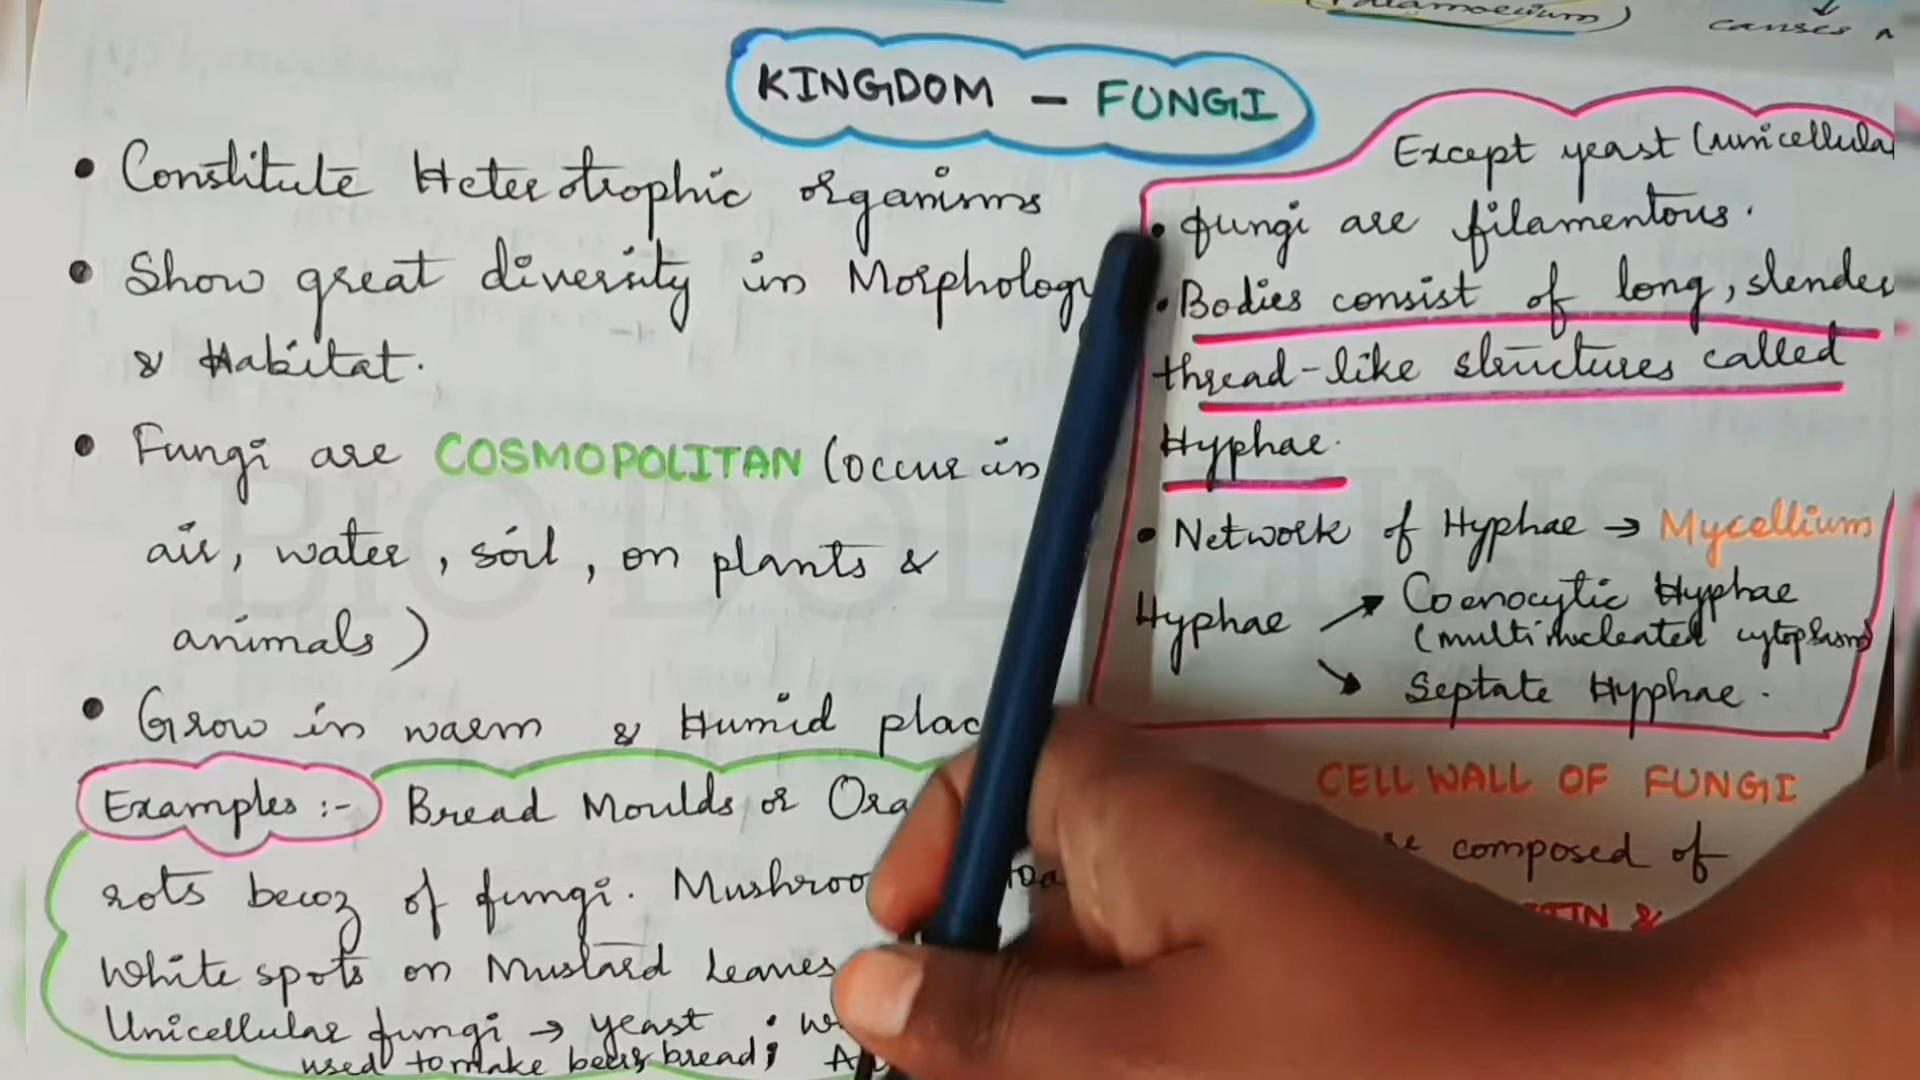 causes
KINGDOM - FUNGI
• Constitute Heterotrophic organisms
• Show great diversity in Morpholog
& Habitat.
• Fungi are COSMOPOLITAN (occur in
air, water, soil, on plants &
animals)
• Grow in warm & Humid plac
Examples :- Bread Moulds or Ora
rots becoz of fungi. Mushroo
White spots on Mustard Leaves
Unicellular fungi → yeast
used to make beer, bread;
Except yeast (unicellula
• fungi are filamentous.
• Bodies consist of long, slender
thread-like structures called
Hyphae.
• Network of Hyphae → Mycellium
Hyphae → Coenocytic Hyphae
(multinucleated cytoplasm)
→ Septate Hyphae.
CELL WALL OF FUNGI
composed of
TIN &
BIO DOLPHINS